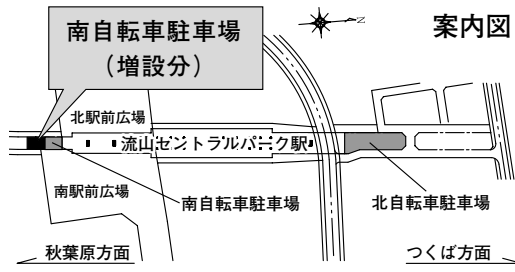 南自転車駐車場
（増設分）
案内図
N
北駅前広場
流山セントラルパーク駅
南駅前広場
南自転車駐車場
北自転車駐車場
秋葉原方面
つくば方面